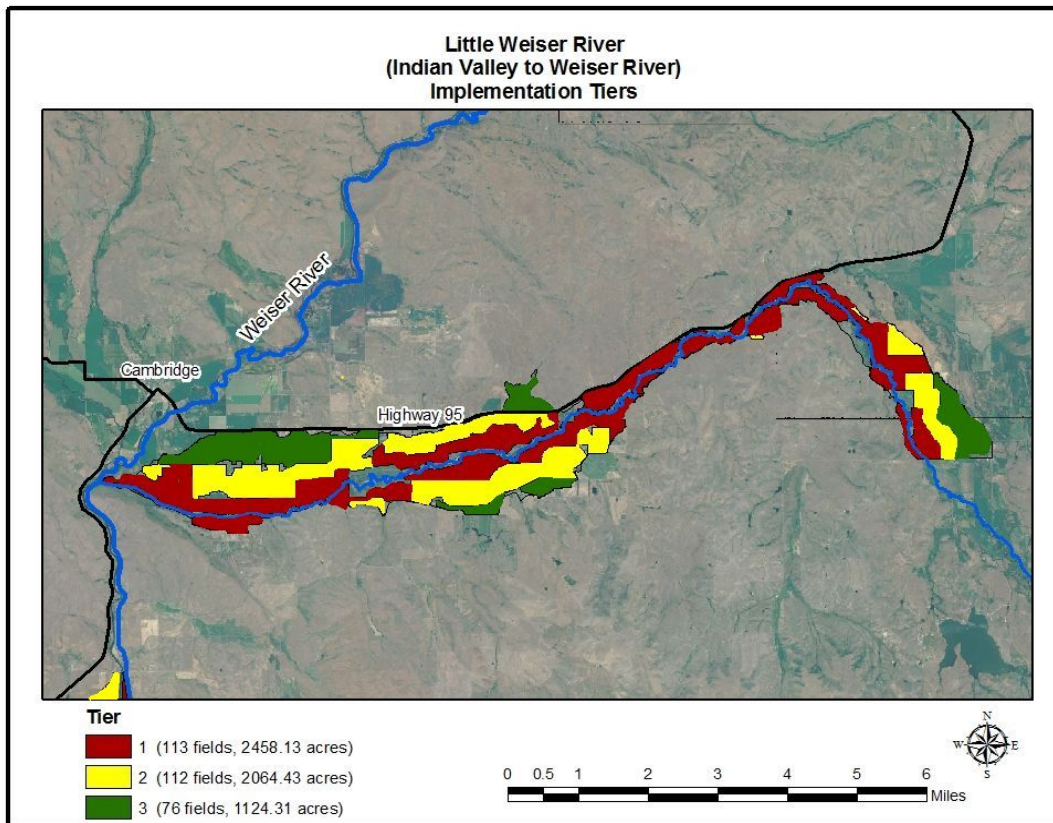 Little Weiser River
(Indian Valley to Weiser River)
Implementation Tiers
Weiser River
Cambridge
Highway 95
Tier
1 (113 fields, 2458.13 acres)
2 (112 fields, 2064.43 acres)
3 (76 fields, 1124.31 acres)
N
W E
S
0 0.5 1 2 3 4 5 6
Miles